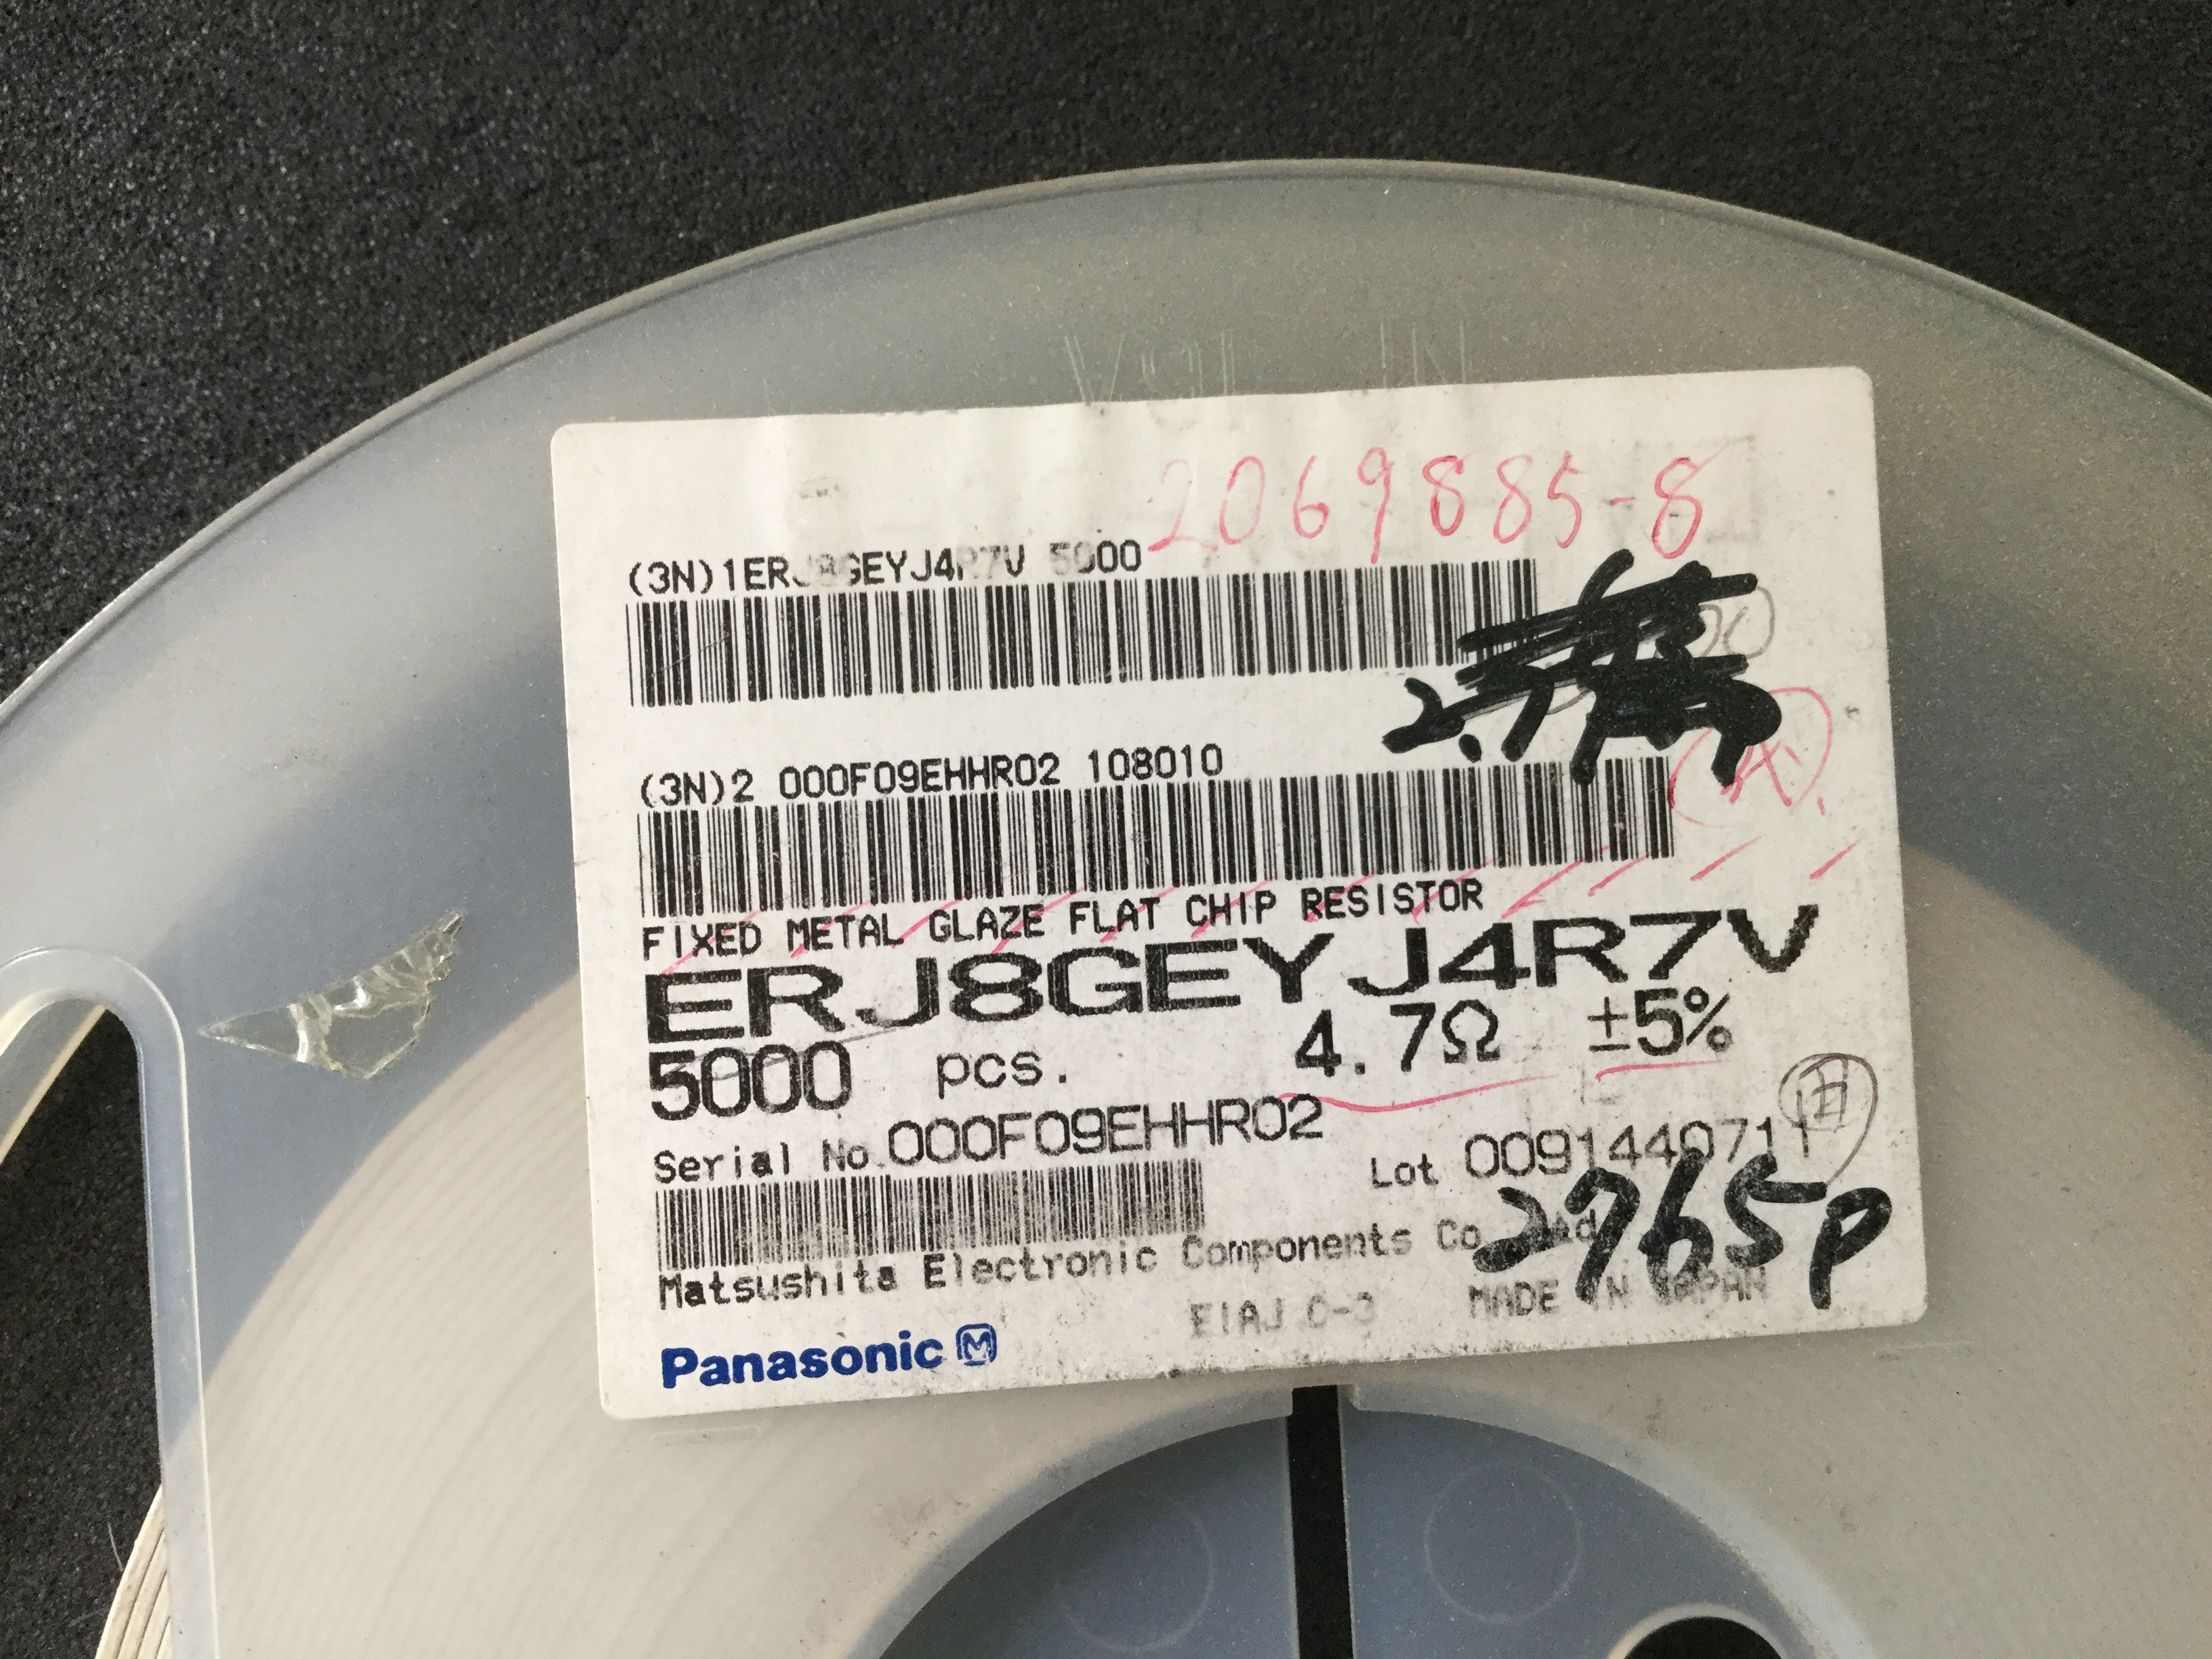 2069885-8
(3N)1ERJ8GEYJ4R7V 5000
(3N)2 000F09EHHR02 108010
FIXED METAL GLAZE FLAT CHIP RESISTOR
ERJ8GEYJ4R7V
5000 pcs. 4.7Ω ±5%
Serial No.000F09EHHR02 Lot 0091440711
2765p
Matsushita Electronic Components Co.,Ltd
EIAJ C-3 MADE IN JAPAN
Panasonic M